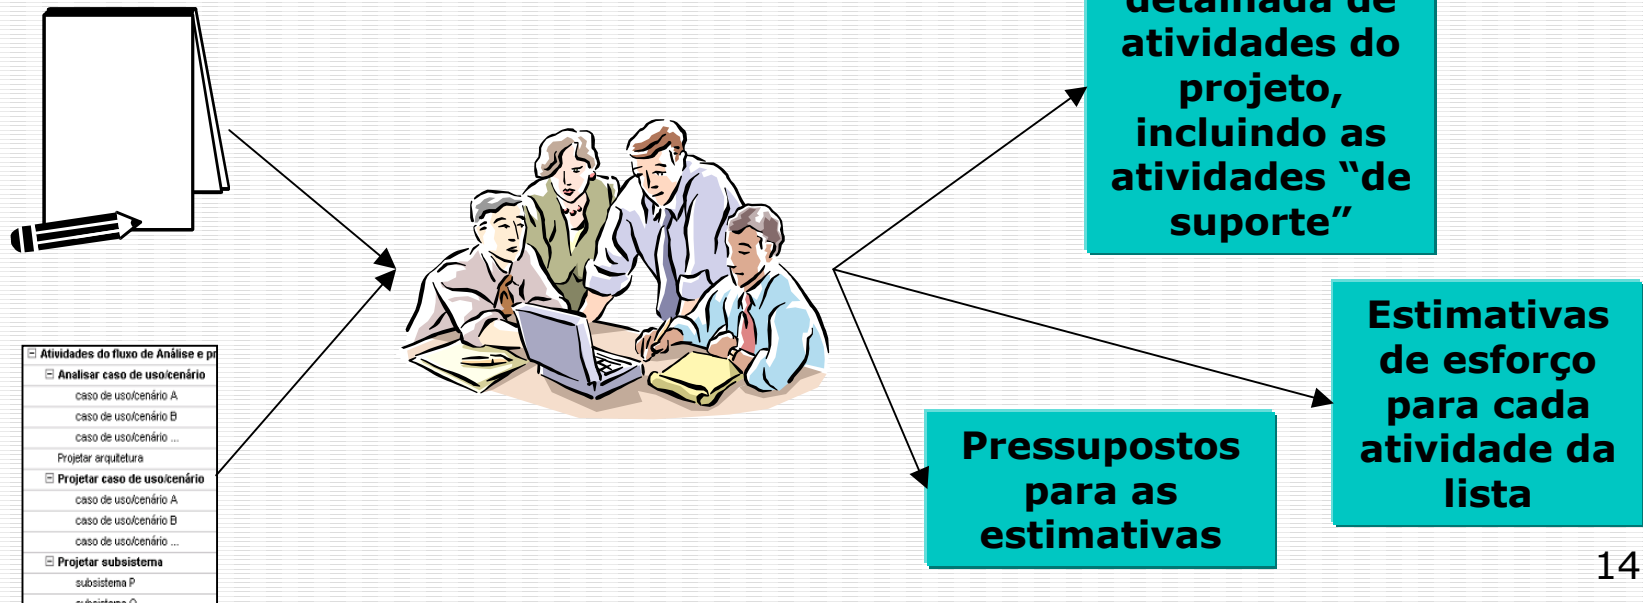 detalhada de
atividades do
projeto,
incluindo as
atividades “de
suporte”
Estimativas
de esforço
para cada
atividade da
lista
Pressupostos
para as
estimativas
Atividades do fluxo de Análise e pr
Analisar caso de uso/cenário
caso de uso/cenário A
caso de uso/cenário B
caso de uso/cenário ...
Projetar arquitetura
Projetar caso de uso/cenário
caso de uso/cenário A
caso de uso/cenário B
caso de uso/cenário ...
Projetar subsistema
subsistema P
subsistema
14